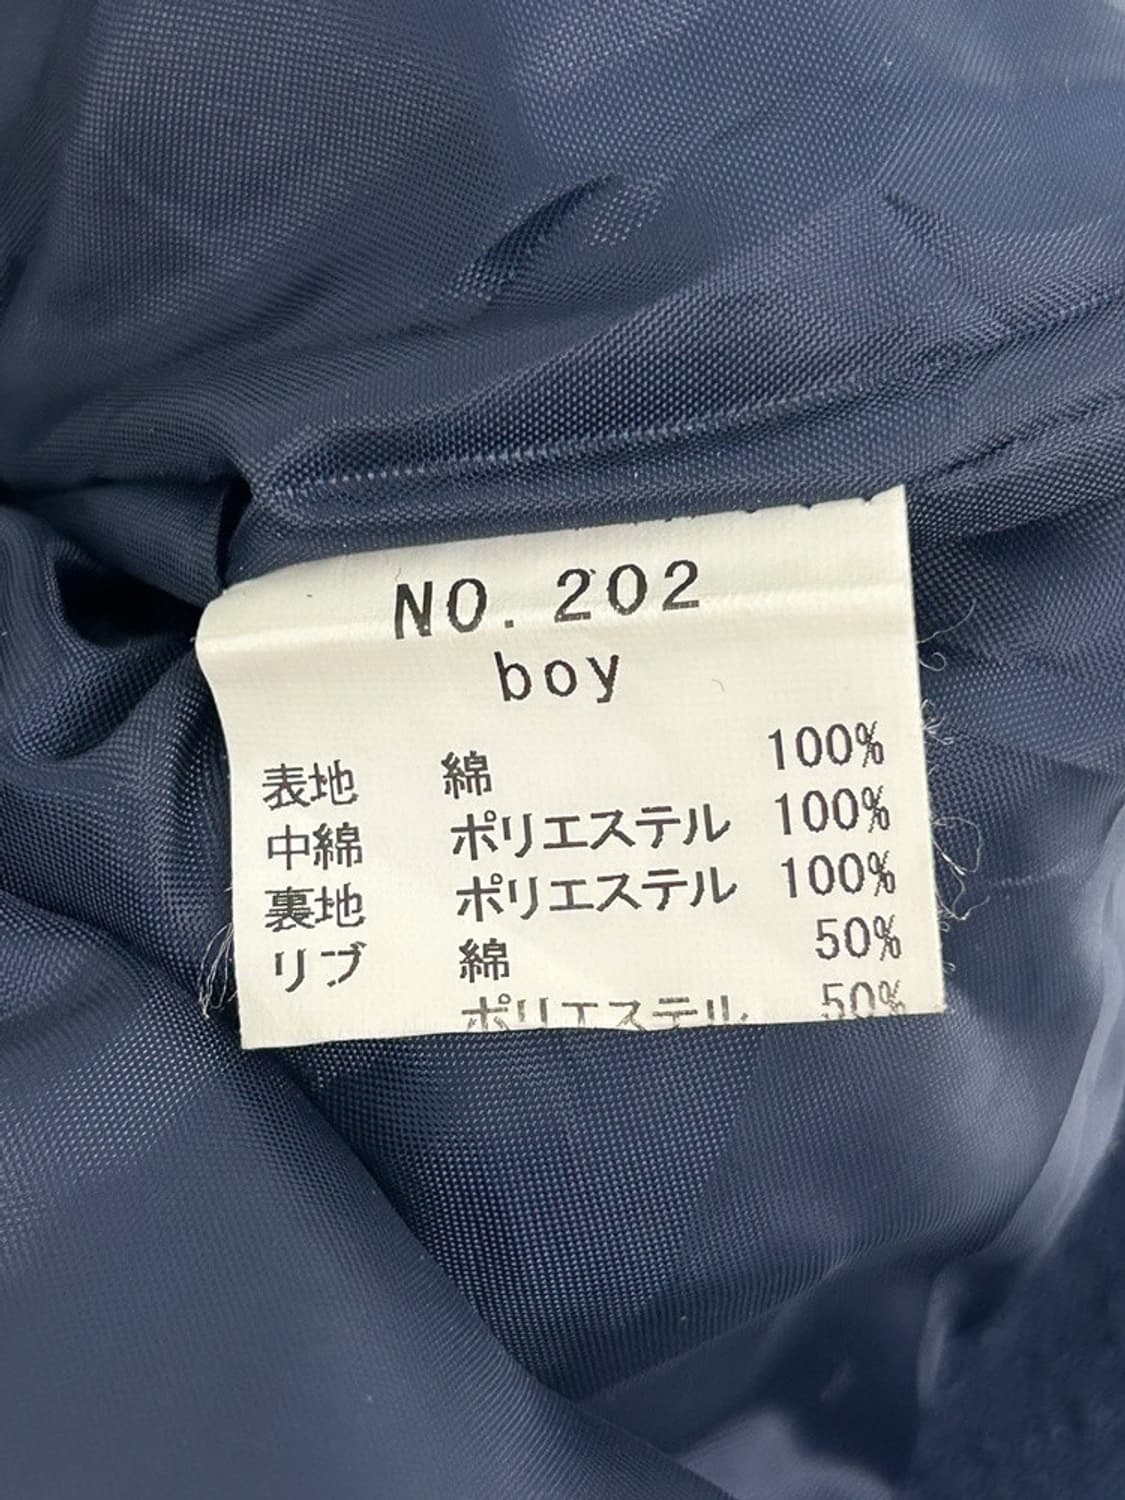 NO. 202
boy
表地 綿 100%
中綿 ポリエステル 100%
裏地 ポリエステル 100%
リブ 綿 50%
ポリエステル 50%